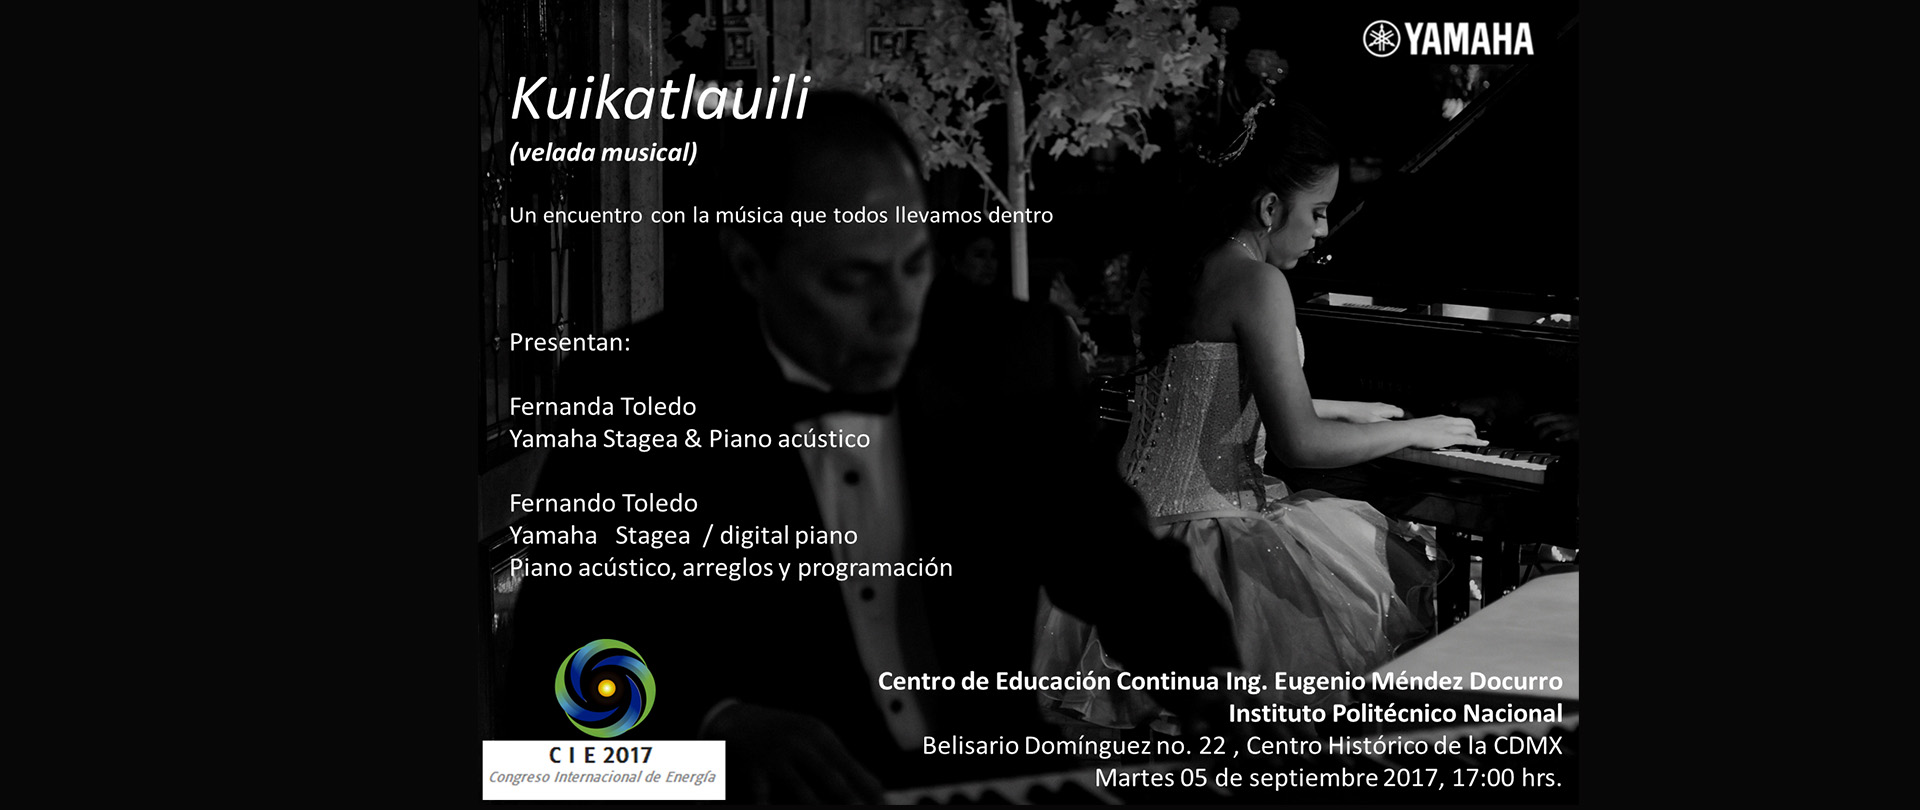 YAMAHA
Kuikatlauili
(velada musical)
Un encuentro con la música que todos llevamos dentro
Presentan:
Fernanda Toledo
Yamaha Stagea & Piano acústico
Fernando Toledo
Yamaha Stagea / digital piano
Piano acústico, arreglos y programación
C I E 2017
Congreso Internacional de Energía
Centro de Educación Continua Ing. Eugenio Méndez Docurro
Instituto Politécnico Nacional
Belisario Domínguez no. 22 , Centro Histórico de la CDMX
Martes 05 de septiembre 2017, 17:00 hrs.